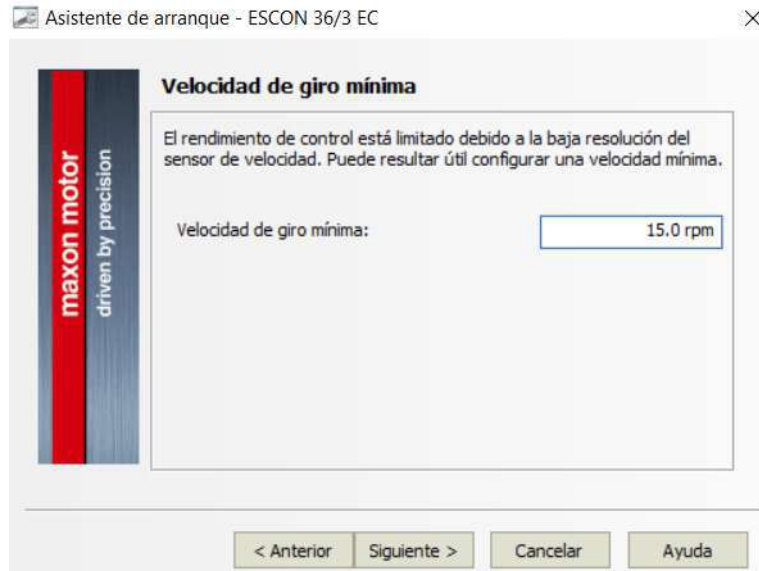 Asistente de arranque - ESCON 36/3 EC
maxon motor
driven by precision
Velocidad de giro mínima
El rendimiento de control está limitado debido a la baja resolución del
sensor de velocidad. Puede resultar útil configurar una velocidad mínima.
Velocidad de giro mínima:
15.0 rpm
< Anterior
Siguiente >
Cancelar
Ayuda